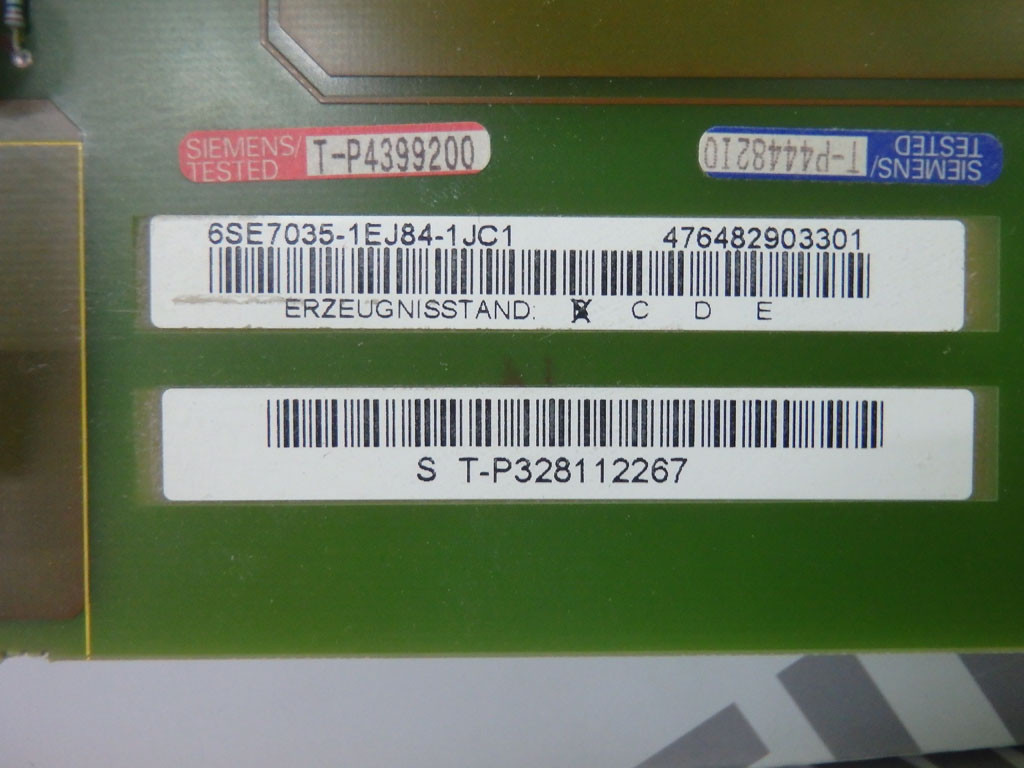 SIEMENS/
TESTED
T-P4399200
SIEMENS/
TESTED
T-P4448210
6SE7035-1EJ84-1JC1
476482903301
ERZEUGNISSTAND: B C D E
S T-P328112267